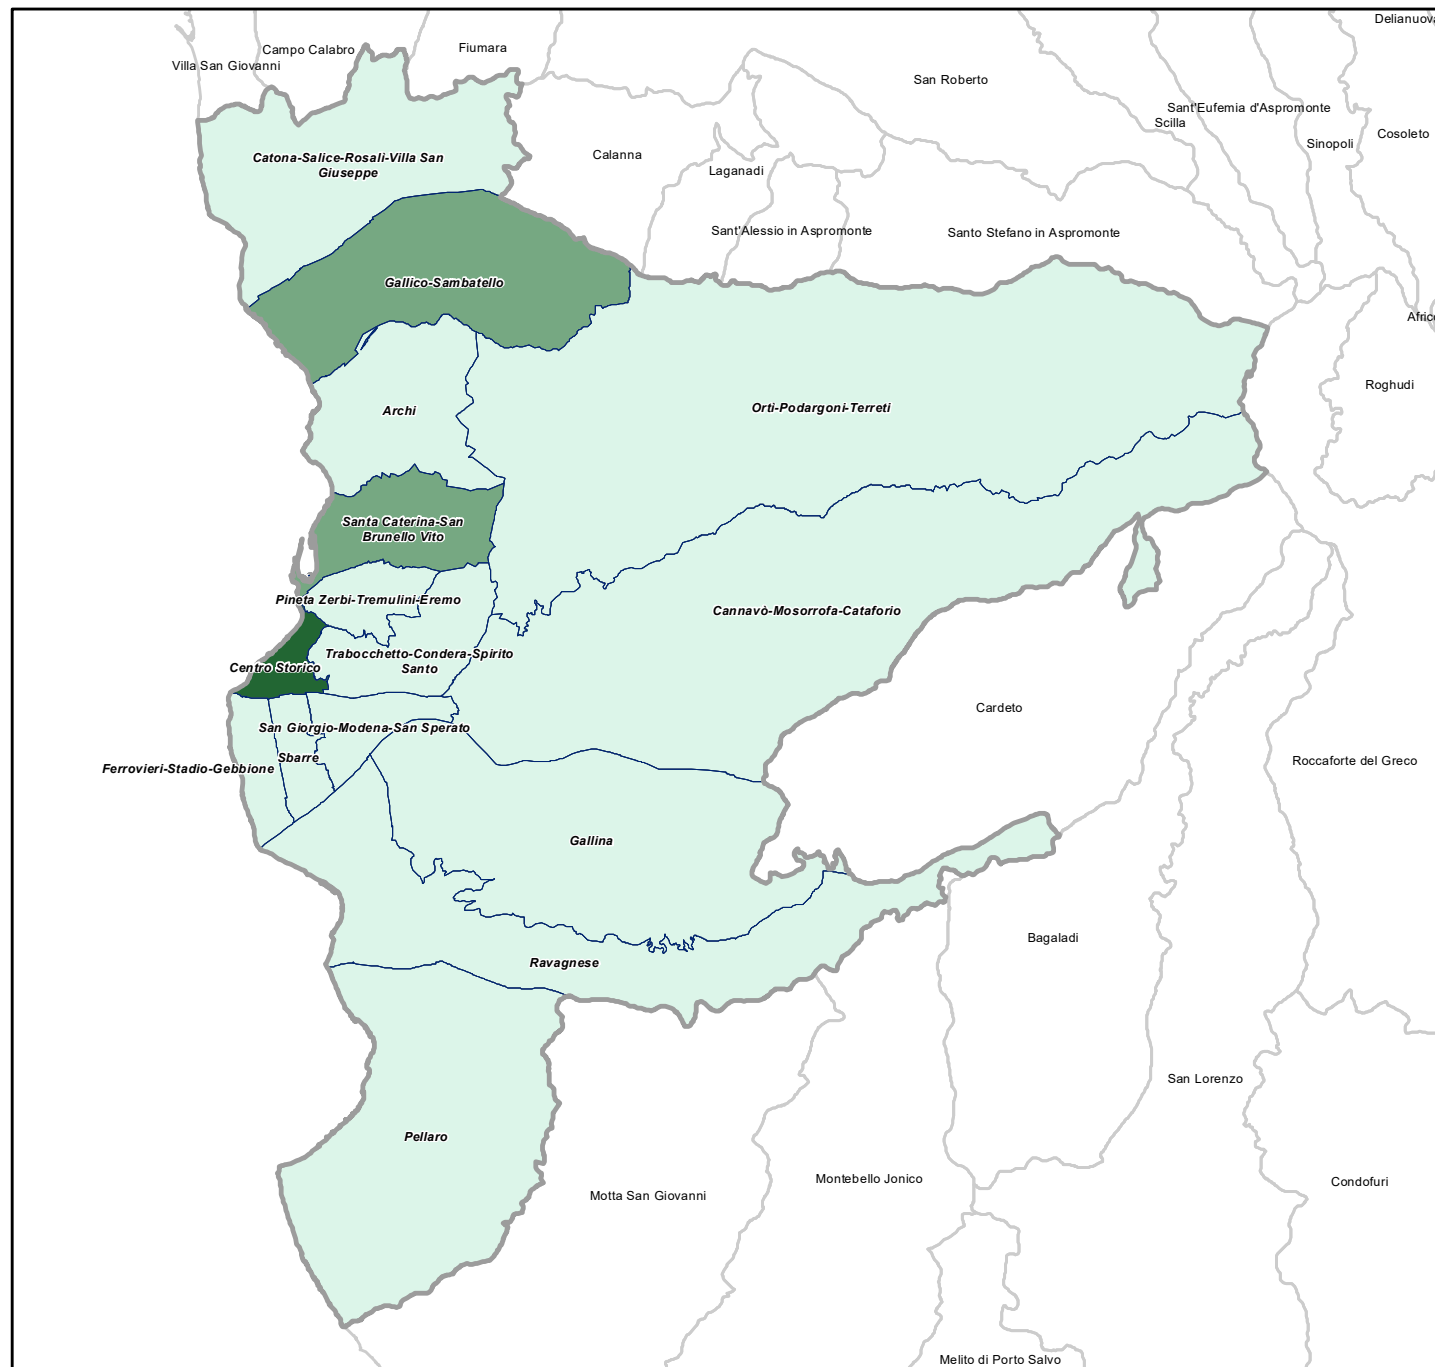 Delianuova
Campo Calabro
Fiumara
Villa San Giovanni
San Roberto
Sant'Eufemia d'Aspromonte
Scilla
Cosoleto
Sinopoli
Catona-Salice-Rosali-Villa San
Giuseppe
Calanna
Laganadi
Sant'Alessio in Aspromonte
Santo Stefano in Aspromonte
Gallico-Sambatello
Afric
Roghudi
Archi
Orti-Podargoni-Terreti
Santa Caterina-San
Brunello Vito
Pineta Zerbi-Tremulini-Eremo
Cannavò-Mosorrofa-Cataforio
Trabocchetto-Condera-Spirito
Santo
Centro Storico
Cardeto
San Giorgio-Modena-San Sperato
Sbarre
Ferrovieri-Stadio-Gebbione
Roccaforte del Greco
Gallina
Bagaladi
Ravagnese
San Lorenzo
Pellaro
Motta San Giovanni
Montebello Jonico
Condofuri
Melito di Porto Salvo